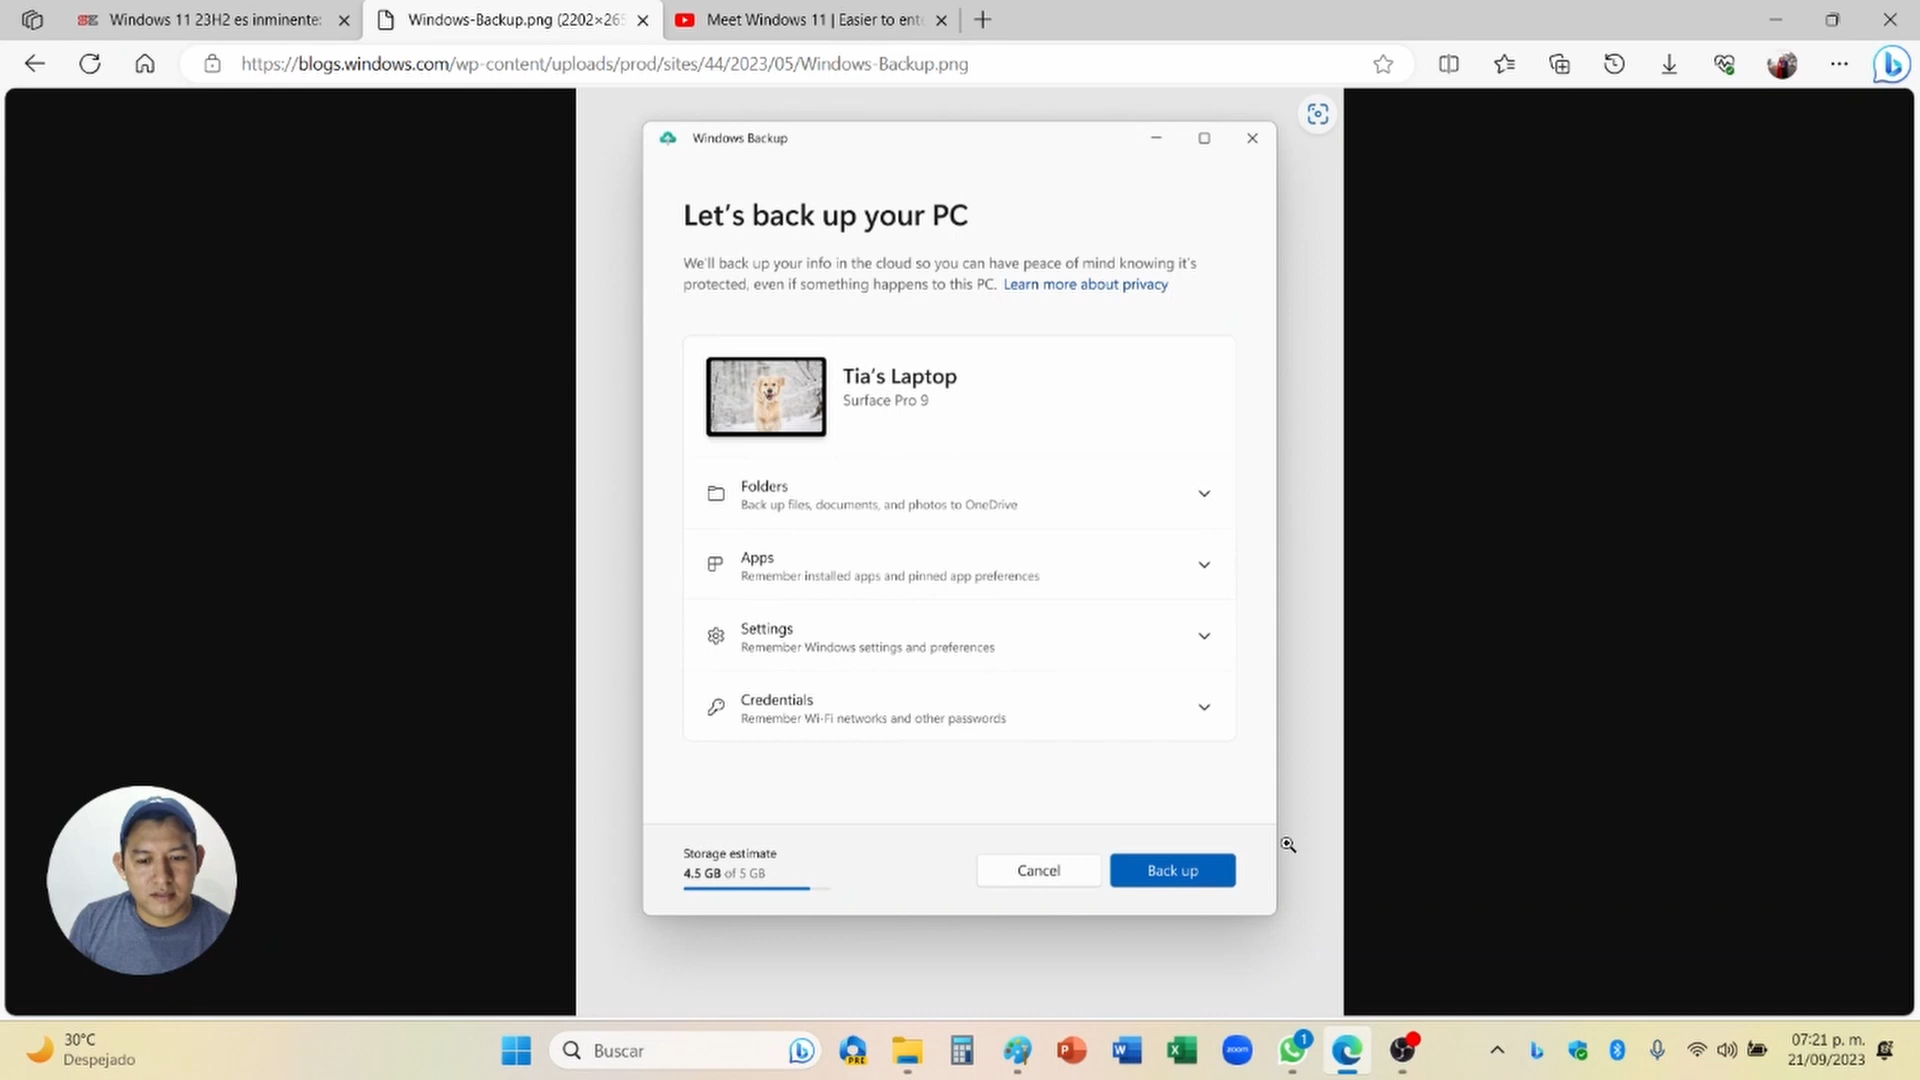 Windows 11 23H2 es inminente:
Windows-Backup.png (2202×265
Meet Windows 11 | Easier to ent
https://blogs.windows.com/wp-content/uploads/prod/sites/44/2023/05/Windows-Backup.png
Windows Backup
Let's back up your PC
We'll back up your info in the cloud so you can have peace of mind knowing it's
protected, even if something happens to this PC. Learn more about privacy
Tia's Laptop
Surface Pro 9
Folders
Back up files, documents, and photos to OneDrive
Apps
Remember installed apps and pinned app preferences
Settings
Remember Windows settings and preferences
Credentials
Remember Wi-Fi networks and other passwords
Storage estimate
4.5 GB of 5 GB
Cancel
Back up
30°C
Despejado
Buscar
PRE
zoom
1
07:21 p. m.
21/09/2023